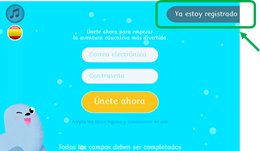 Ya estoy registrado
Únete ahora para empezar
la aventura educativa más divertida
Correo electrónico
Contraseña
Únete ahora
Todos los campos deben ser completados